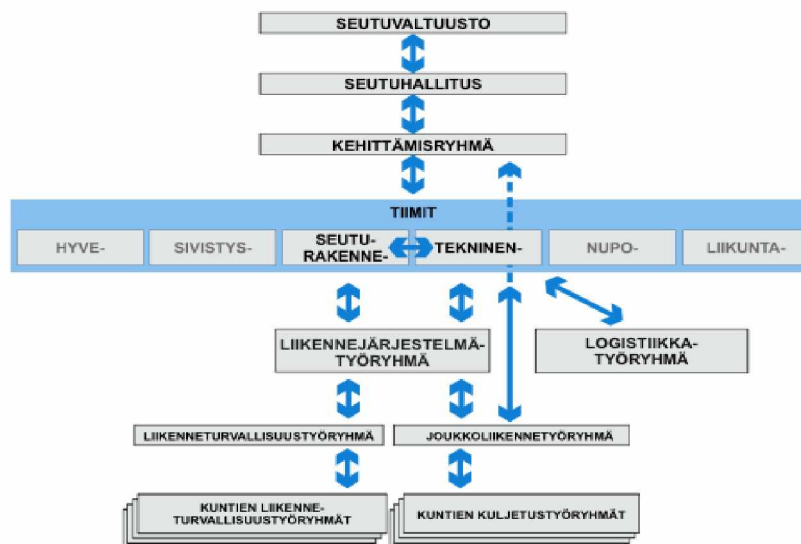 SEUTUVALTUUSTO
SEUTUHALLITUS
KEHITTÄMISRYHMÄ
TIIMIT
HYVE-
SIVISTYS-
SEUTU-
RAKENNE-
TEKNINEN-
NUPO-
LIIKUNTA-
LIIKENNEJÄRJESTELMÄ-
TYÖRYHMÄ
LOGISTIIKKA-
TYÖRYHMÄ
LIIKENNETURVALLISUUSTYÖRYHMÄ
JOUKKOLIIKENNETYÖRYHMÄ
KUNTIEN LIIKENNE-
TURVALLISUUSTYÖRYHMÄT
KUNTIEN KULJETUSTYÖRYHMÄT